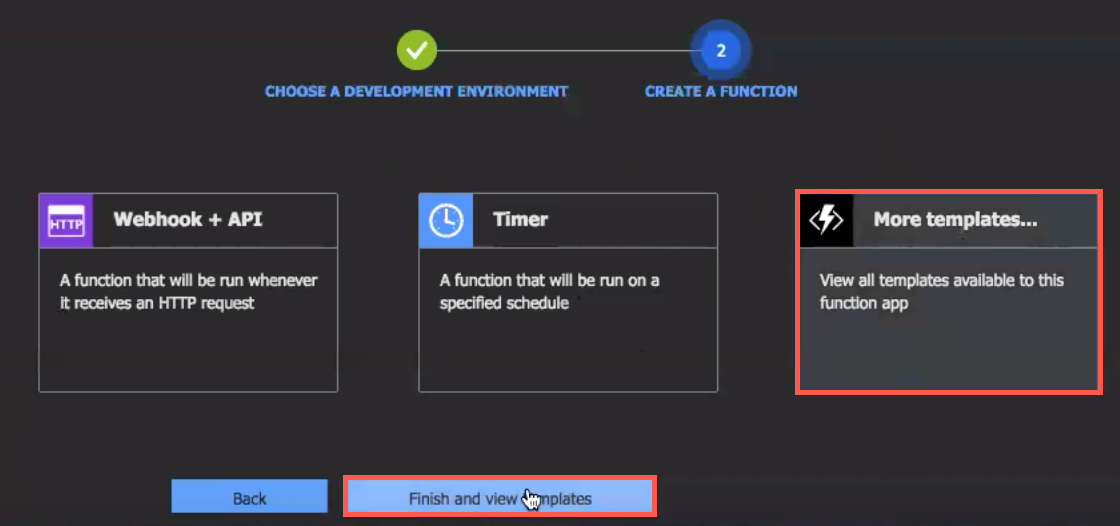 2
CHOOSE A DEVELOPMENT ENVIRONMENT
CREATE A FUNCTION
HTTP
Webhook + API
A function that will be run whenever
it receives an HTTP request
Timer
A function that will be run on a
specified schedule
More templates...
View all templates available to this
function app
Back
Finish and view templates